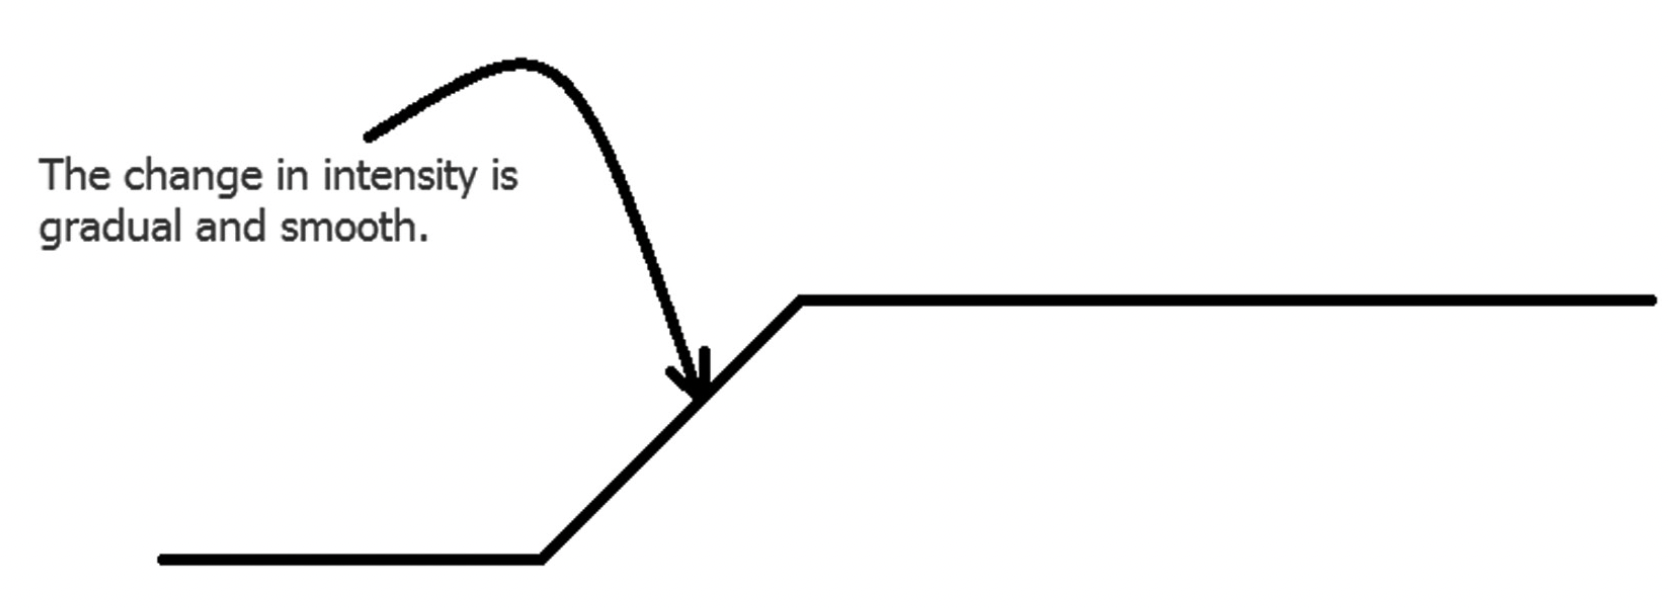 The change in intensity is
gradual and smooth.